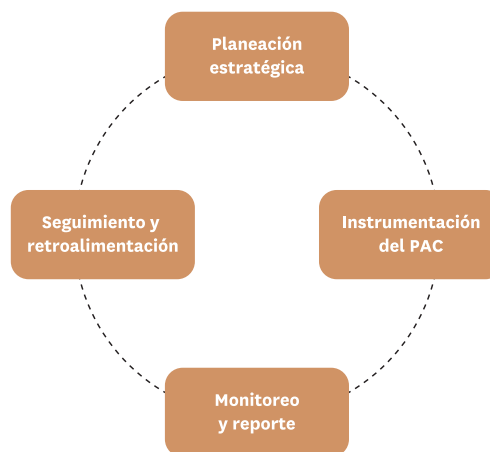 Planeación
estratégica
Seguimiento y
retroalimentación
Instrumentación
del PAC
Monitoreo
y reporte